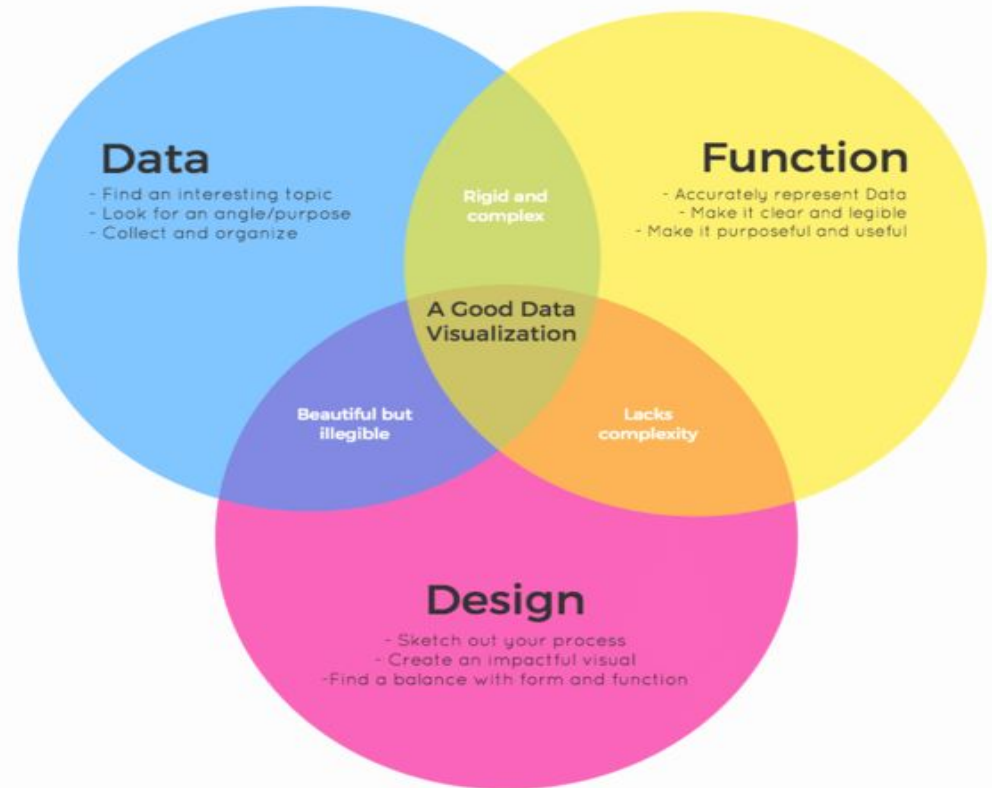 Data
- Find an interesting topic
- Look for an angle/purpose
- Collect and organize
Function
- Accurately represent Data
- Make it clear and legible
- Make it purposeful and useful
Rigid and
complex
A Good Data
Visualization
Beautiful but
illegible
Lacks
complexity
Design
- Sketch out your process
- Create an impactful visual
-Find a balance with form and function